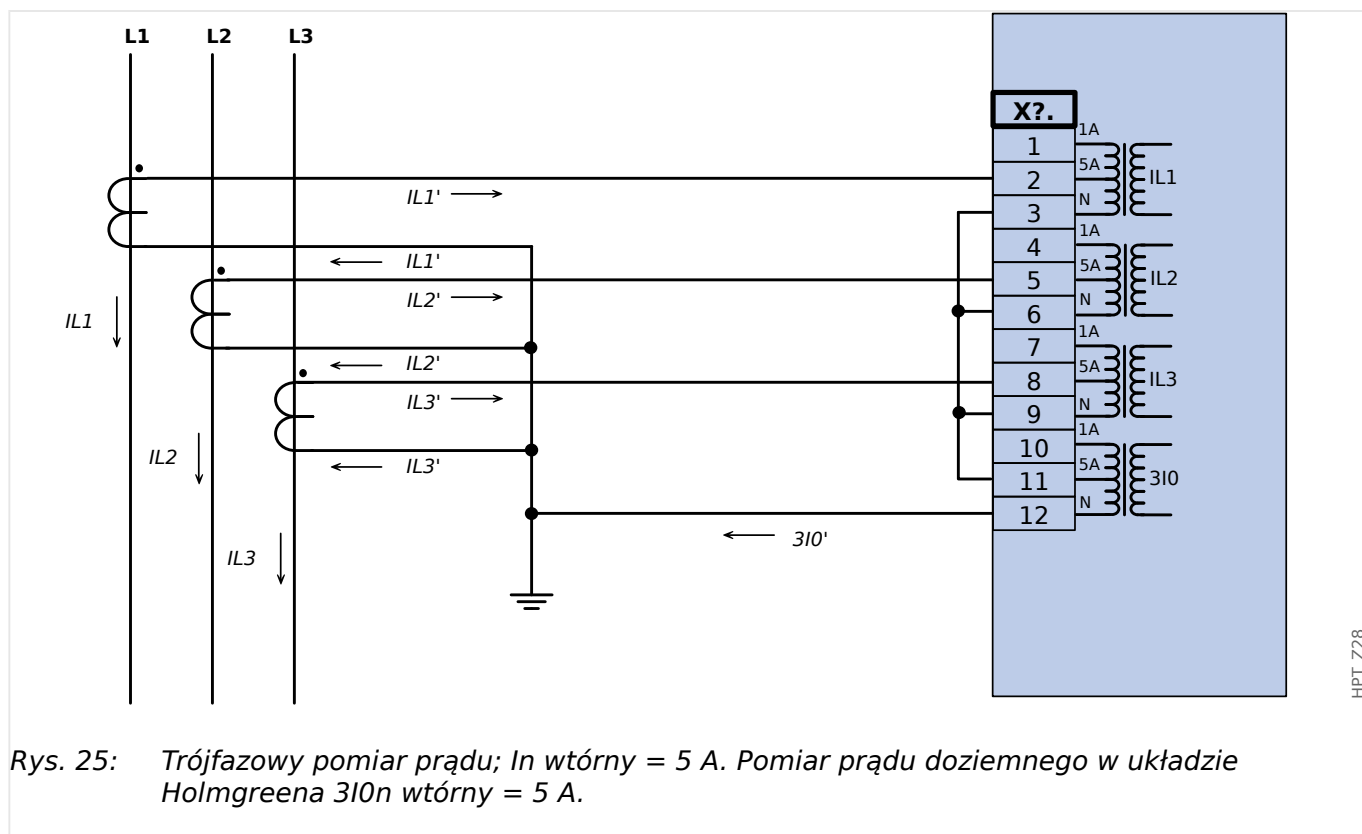 L1 L2 L3
X?.
1
2
3
4
5
6
7
8
9
10
11
12
1A
5A
N
IL1
1A
5A
N
IL2
1A
5A
N
IL3
1A
5A
N
3I0
IL1'
IL1'
IL2'
IL2'
IL3'
IL3'
3I0'
IL1
IL2
IL3
HPT_Z28
Rys. 25: Trójfazowy pomiar prądu; In wtórny = 5 A. Pomiar prądu doziemnego w układzie
Holmgreena 3I0n wtórny = 5 A.